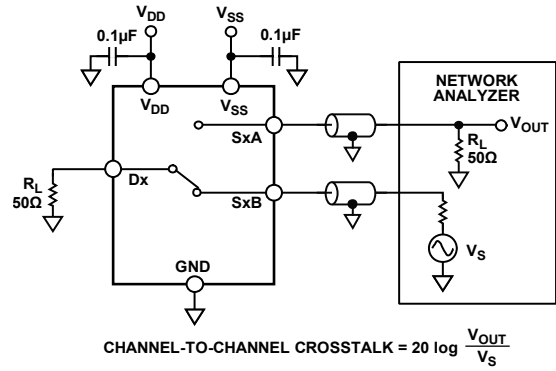 VDD
VSS
0.1µF
0.1µF
VDD
VSS
NETWORK
ANALYZER
SxA
VOUT
RL
50Ω
RL
50Ω
Dx
SxB
VS
GND
CHANNEL-TO-CHANNEL CROSSTALK = 20 log VOUT
VS